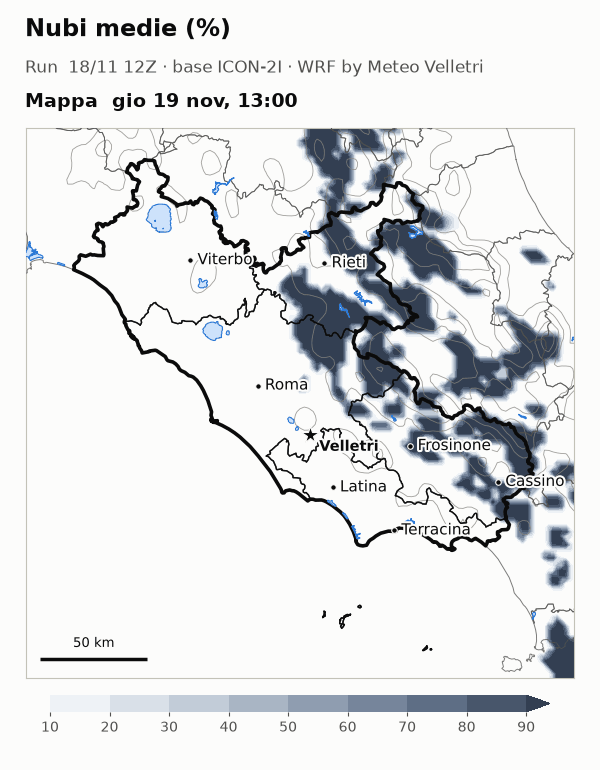 Nubi medie (%)
Run  18/11 12Z · base ICON-2I · WRF by Meteo Velletri
Mappa  gio 19 nov, 13:00
Viterbo
Rieti
Roma
Velletri
Frosinone
Latina
Cassino
Terracina
50 km
10 20 30 40 50 60 70 80 90